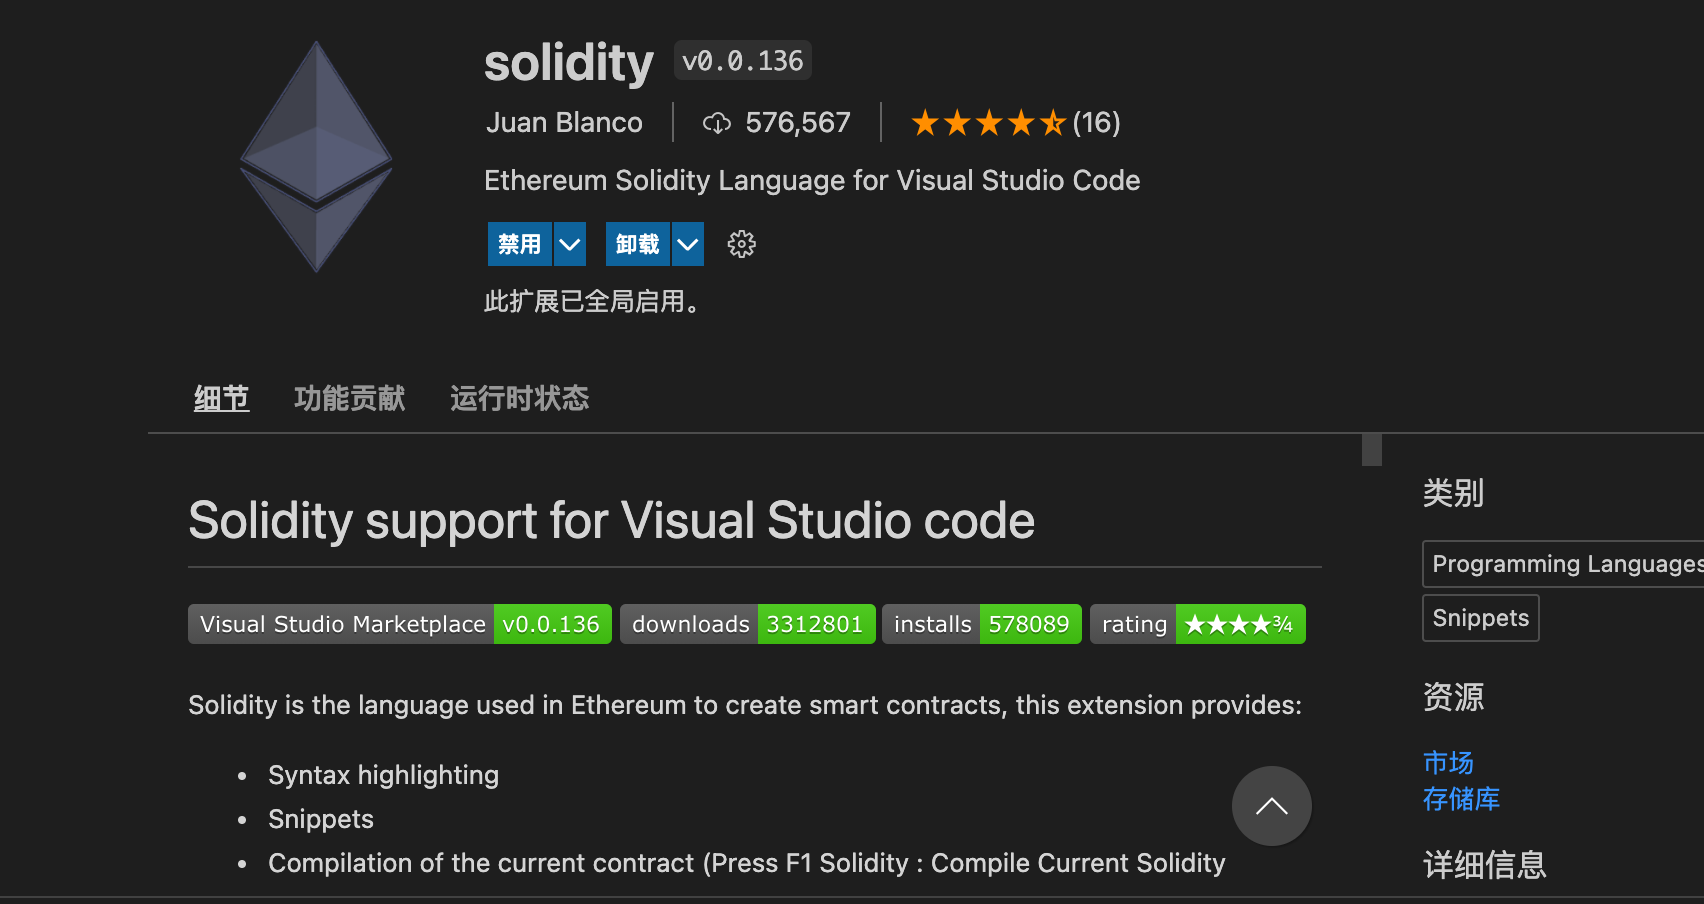 solidity v0.0.136
Juan Blanco 576,567 (16)
Ethereum Solidity Language for Visual Studio Code
禁用 卸载
此扩展已全局启用。
细节 功能贡献 运行时状态
Solidity support for Visual Studio code
Visual Studio Marketplace v0.0.136 downloads 3312801 installs 578089 rating ★★★★¾
Solidity is the language used in Ethereum to create smart contracts, this extension provides:
• Syntax highlighting
• Snippets
• Compilation of the current contract (Press F1 Solidity : Compile Current Solidity
类别
Programming Languages
Snippets
资源
市场
存储库
详细信息